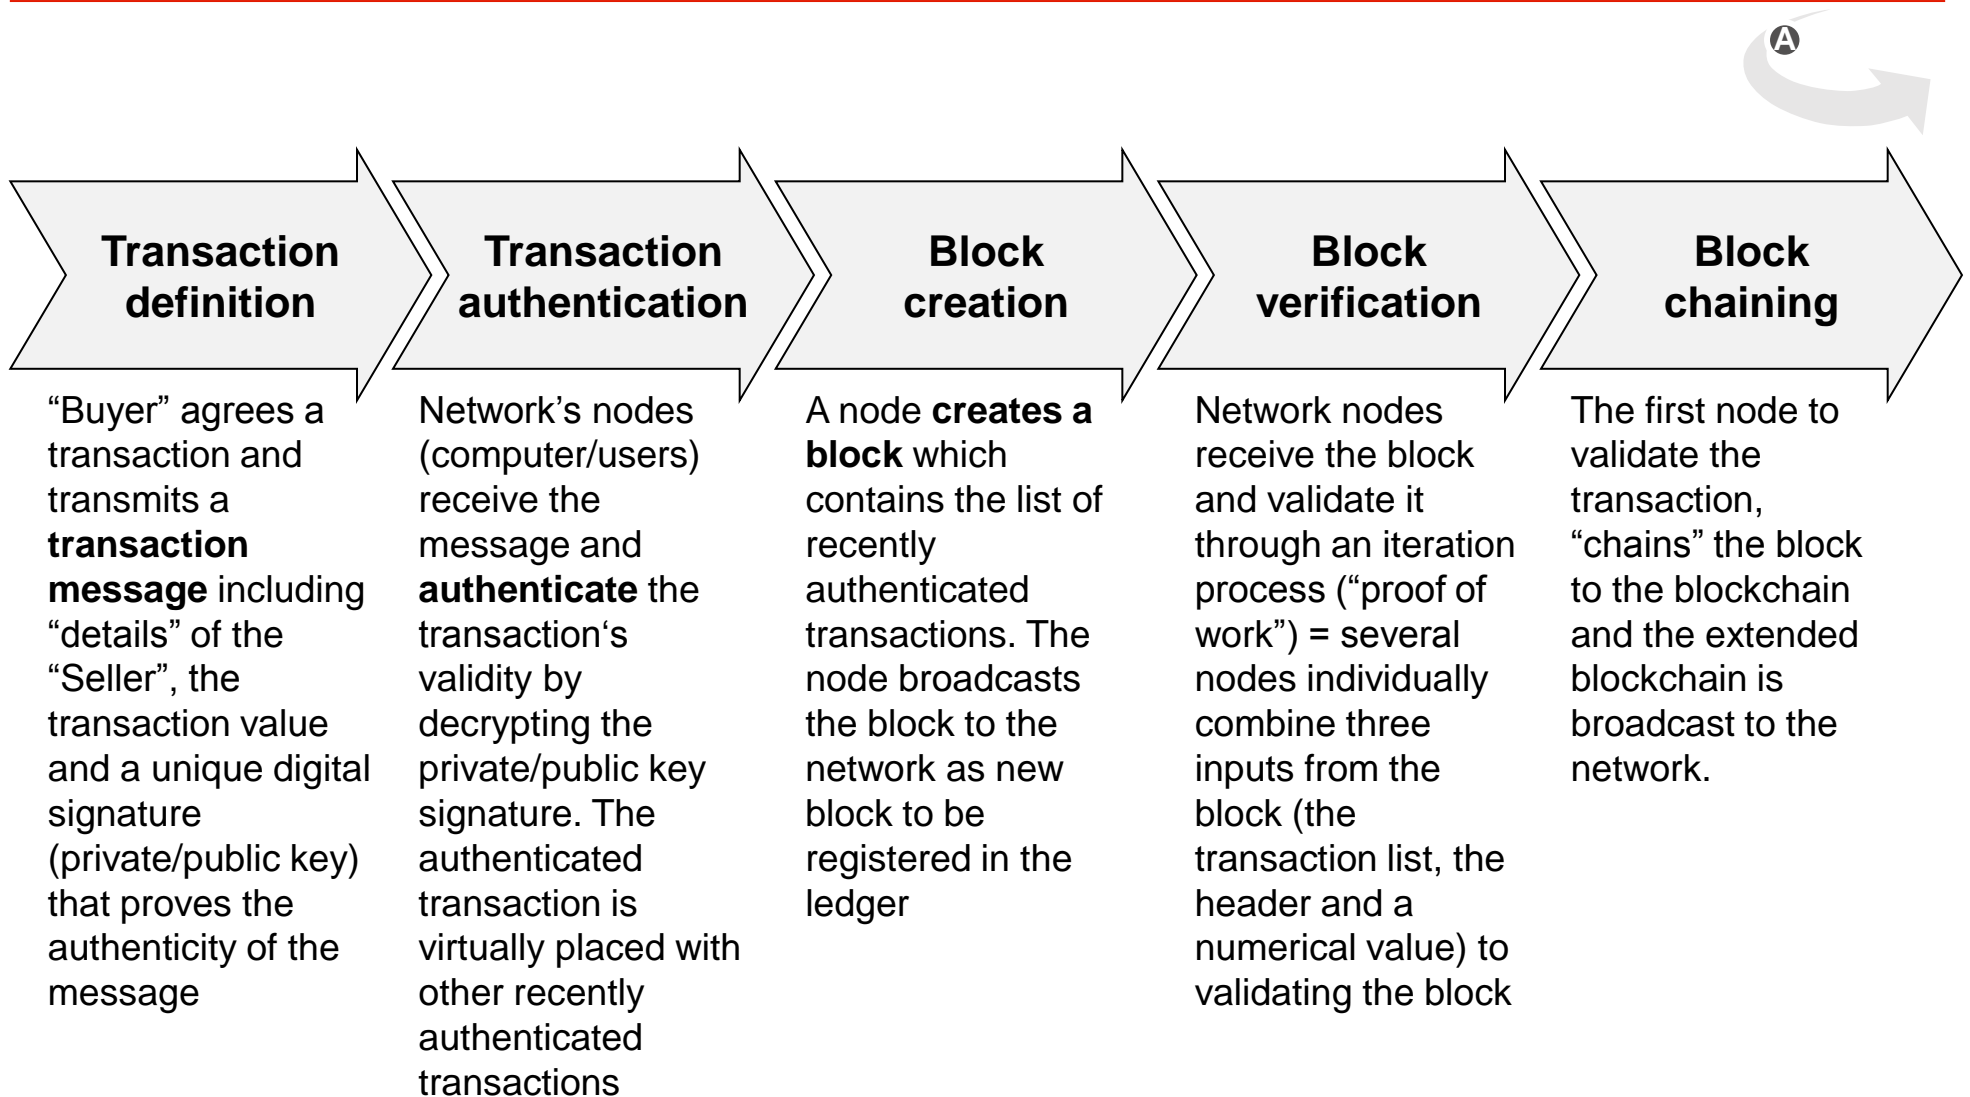 A
Transaction
definition
Transaction
authentication
Block
creation
Block
verification
Block
chaining
“Buyer” agrees a
transaction and
transmits a
transaction
message including
“details” of the
“Seller”, the
transaction value
and a unique digital
signature
(private/public key)
that proves the
authenticity of the
message
Network’s nodes
(computer/users)
receive the
message and
authenticate the
transaction‘s
validity by
decrypting the
private/public key
signature. The
authenticated
transaction is
virtually placed with
other recently
authenticated
transactions
A node creates a
block which
contains the list of
recently
authenticated
transactions. The
node broadcasts
the block to the
network as new
block to be
registered in the
ledger
Network nodes
receive the block
and validate it
through an iteration
process (“proof of
work”) = several
nodes individually
combine three
inputs from the
block (the
transaction list, the
header and a
numerical value) to
validating the block
The first node to
validate the
transaction,
“chains” the block
to the blockchain
and the extended
blockchain is
broadcast to the
network.